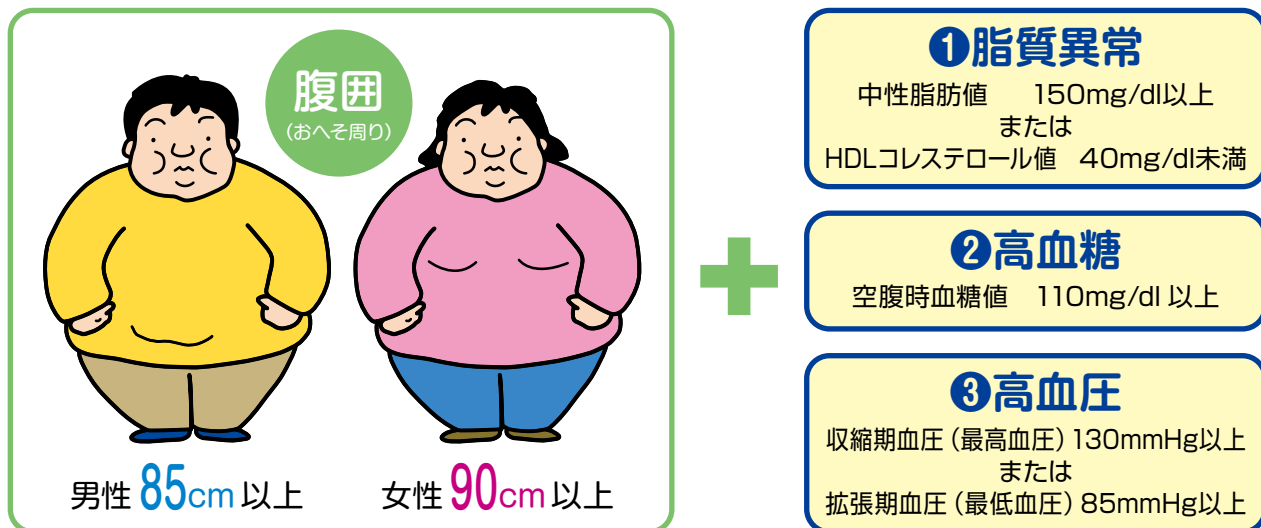 腹囲
(おへそ周り)
男性 85cm 以上
女性 90cm 以上
❶脂質異常
中性脂肪値　150mg/dl以上
または
HDLコレステロール値　40mg/dl未満
❷高血糖
空腹時血糖値　110mg/dl 以上
❸高血圧
収縮期血圧(最高血圧)130mmHg以上
または
拡張期血圧(最低血圧)85mmHg以上